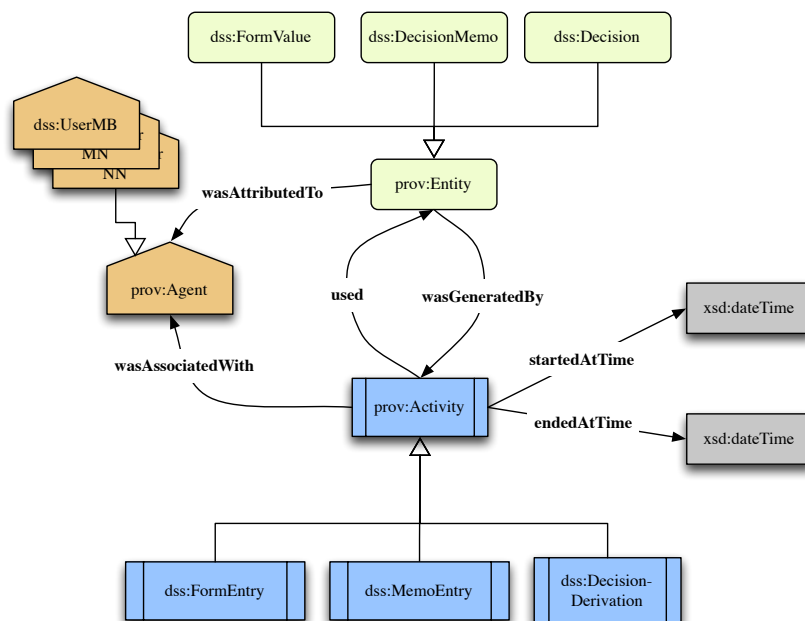 dss:FormValue
dss:DecisionMemo
dss:Decision
dss:UserMB
MN
NN
prov:Entity
wasAttributedTo
prov:Agent
used
wasGeneratedBy
xsd:dateTime
startedAtTime
wasAssociatedWith
prov:Activity
endedAtTime
xsd:dateTime
dss:FormEntry
dss:MemoEntry
dss:Decision-
Derivation